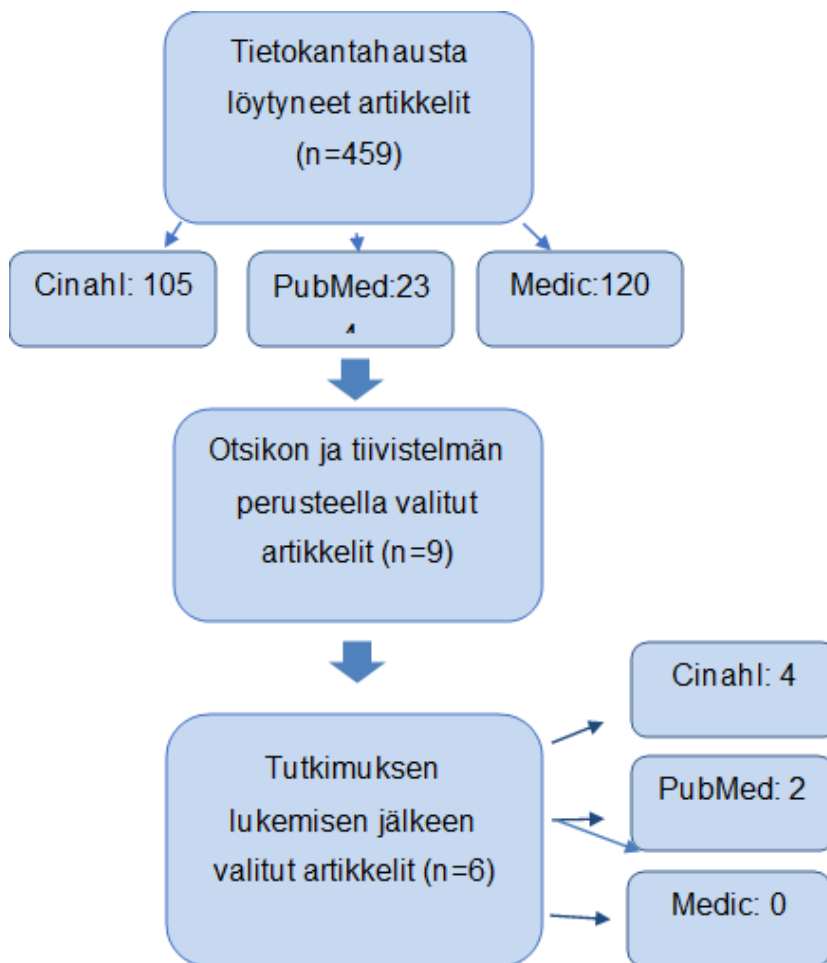 Tietokantahausta
löytyneet artikkelit
(n=459)
Cinahl: 105
PubMed:23
Medic:120
Otsikon ja tiivistelmän
perusteella valitut
artikkelit (n=9)
Tutkimuksen
lukemisen jälkeen
valitut artikkelit (n=6)
Cinahl: 4
PubMed: 2
Medic: 0